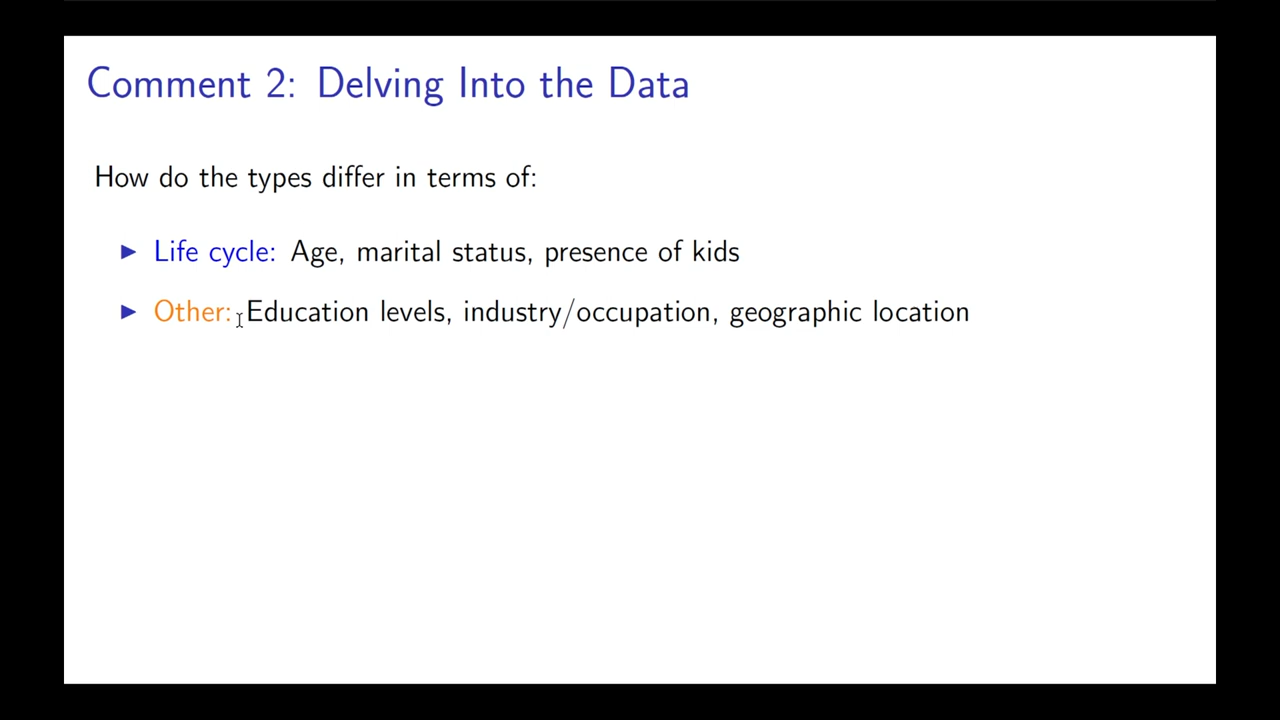 Comment 2: Delving Into the Data
How do the types differ in terms of:
Life cycle: Age, marital status, presence of kids
Other: Education levels, industry/occupation, geographic location